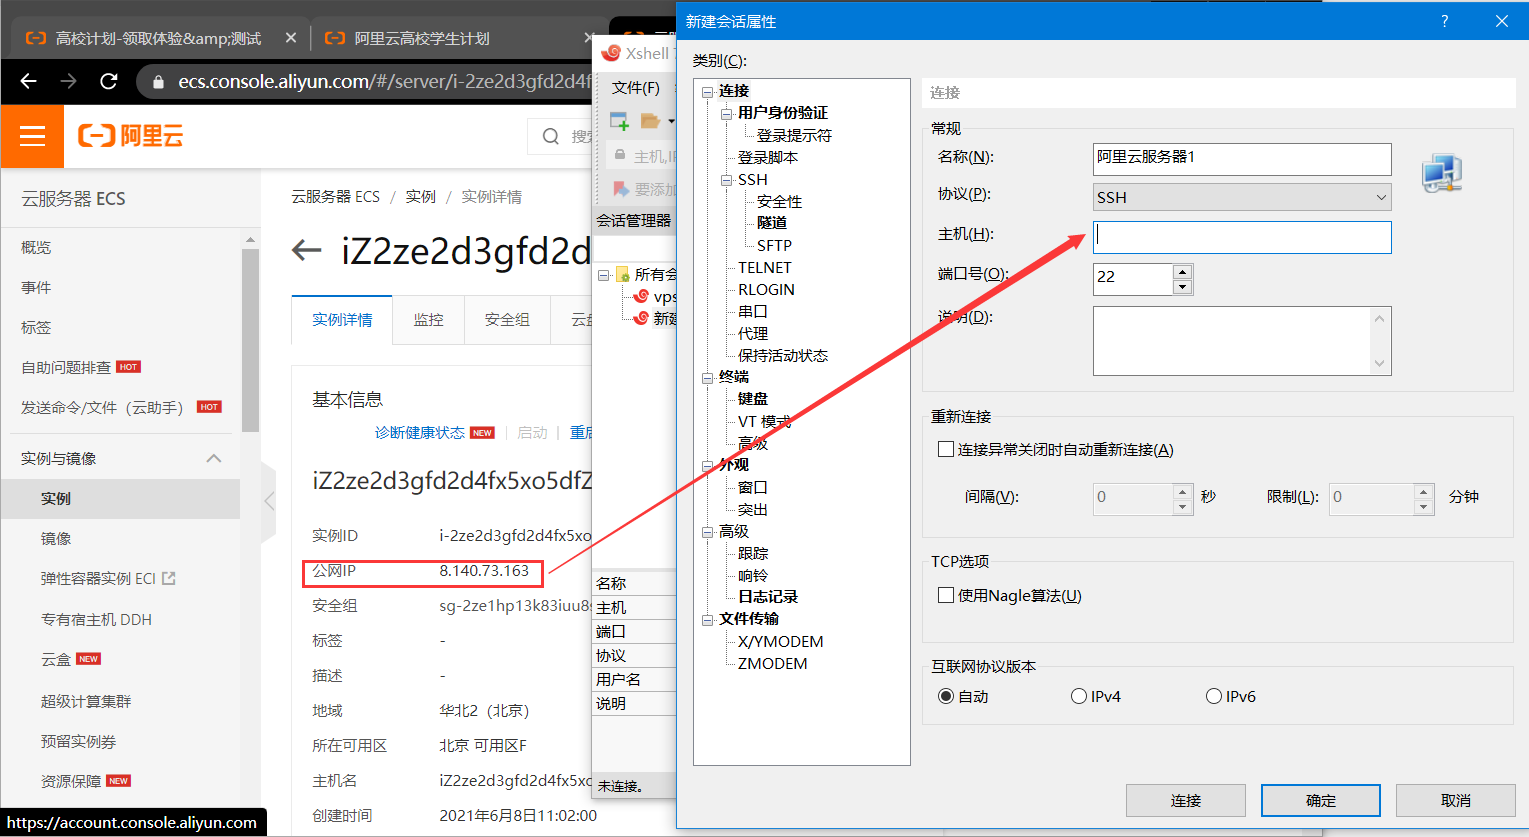 高校计划-领取体验&amp;测试
阿里云高校学生计划
ecs.console.aliyun.com/#/server/i-2ze2d3gfd2d4f
阿里云
云服务器 ECS
概览
事件
标签
自助问题排查 HOT
发送命令/文件（云助手） HOT
实例与镜像
实例
镜像
弹性容器实例 ECI
专有宿主机 DDH
云盒 NEW
超级计算集群
预留实例券
资源保障 NEW
https://account.console.aliyun.com
云服务器 ECS / 实例 / 实例详情
iZ2ze2d3gfd2d
实例详情
监控
安全组
基本信息
诊断健康状态 NEW
启动
iZ2ze2d3gfd2d4fx5xo5dfZ
实例ID i-2ze2d3gfd2d4fx5xo
公网IP 8.140.73.163
安全组 sg-2ze1hp13k83iuu8
标签 -
描述 -
地域 华北2（北京）
所在可用区 北京 可用区F
主机名 iZ2ze2d3gfd2d4fx5xo
创建时间 2021年6月8日11:02:00
Xshell
文件(F)
主机,
要添加
会话管理器
所有会
vps
新建
名称
主机
端口
协议
用户名
说明
未连接。
新建会话属性
类别(C):
连接
用户身份验证
登录提示符
登录脚本
SSH
安全性
隧道
SFTP
TELNET
RLOGIN
串口
代理
保持活动状态
终端
键盘
VT 模式
高级
外观
窗口
突出
高级
跟踪
响铃
日志记录
文件传输
X/YMODEM
ZMODEM
连接
常规
名称(N): 阿里云服务器1
协议(P): SSH
主机(H):
端口号(O): 22
说明(D):
重新连接
连接异常关闭时自动重新连接(A)
间隔(V): 0 秒 限制(L): 0 分钟
TCP选项
使用Nagle算法(U)
互联网协议版本
自动 IPv4 IPv6
连接 确定 取消